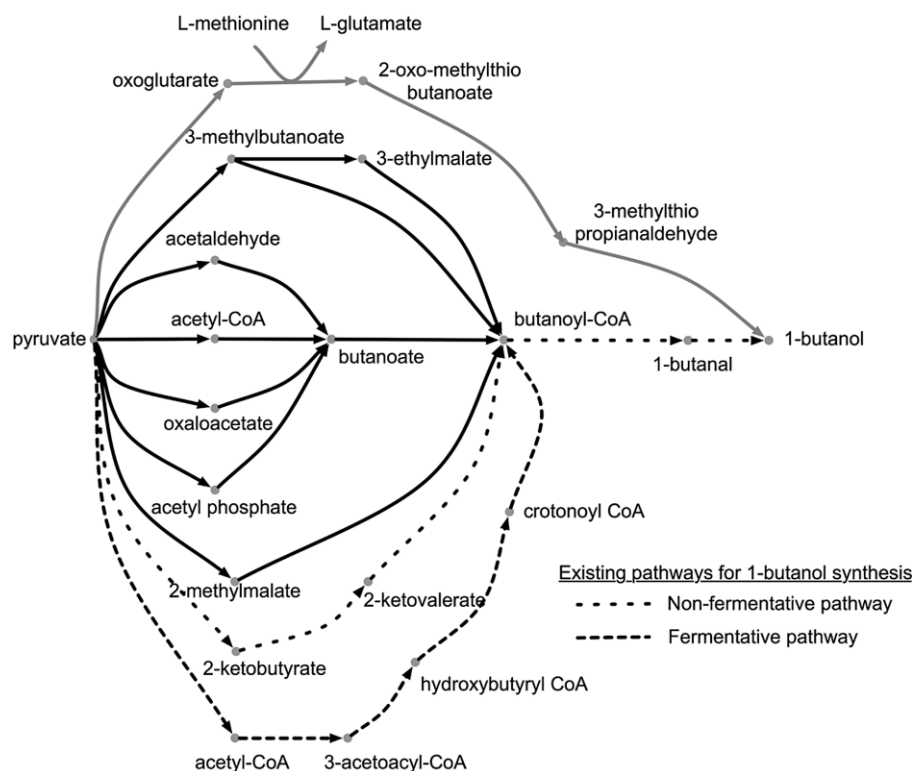 L-methionine
L-glutamate
oxoglutarate
2-oxo-methylthio
butanoate
3-methylbutanoate
3-ethylmalate
3-methylthio
propianaldehyde
acetaldehyde
acetyl-CoA
butanoyl-CoA
pyruvate
butanoate
1-butanol
1-butanal
oxaloacetate
acetyl phosphate
crotonoyl CoA
2-methylmalate
2-ketovalerate
2-ketobutyrate
hydroxybutyryl CoA
acetyl-CoA
3-acetoacyl-CoA
Existing pathways for 1-butanol synthesis
Non-fermentative pathway
Fermentative pathway